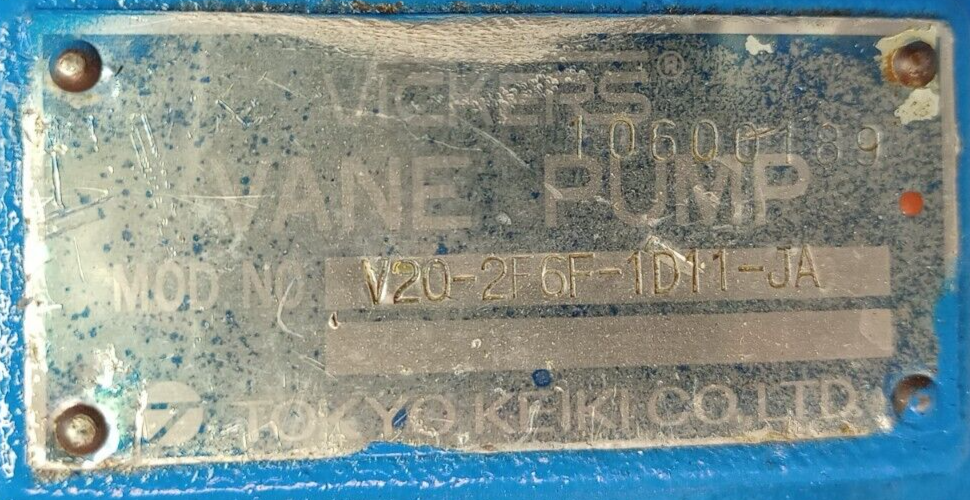 VICKERS®
10600189
VANE PUMP
MOD NO V20-2F6F-1D11-JA
TOKYO KEIKI CO. LTD.